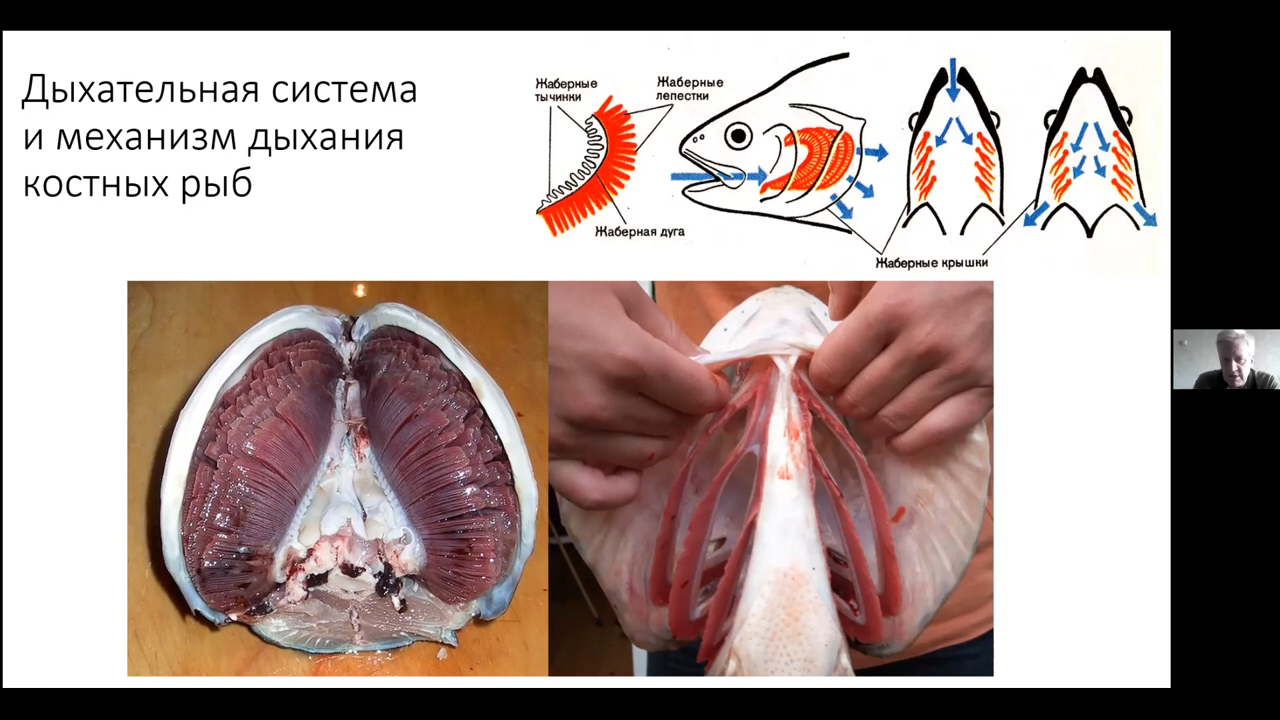 Дыхательная система
и механизм дыхания
костных рыб
Жаберные
тычинки
Жаберные
лепестки
Жаберная дуга
Жаберные крышки